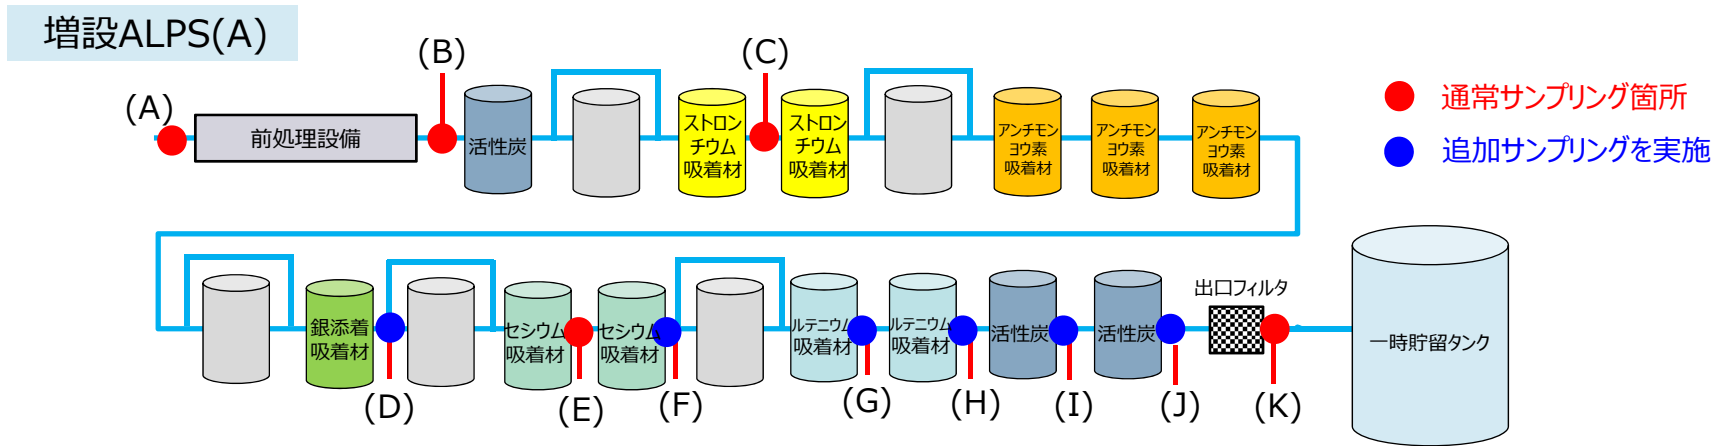 増設ALPS(A)
(A)
前処理設備
(B)
活性炭
ストロン
チウム
吸着材
(C)
ストロン
チウム
吸着材
アンチモン
ヨウ素
吸着材
アンチモン
ヨウ素
吸着材
アンチモン
ヨウ素
吸着材
通常サンプリング箇所
追加サンプリングを実施
銀添着
吸着材
(D)
セシウム
吸着材
(E)
セシウム
吸着材
(F)
ルテニウム
吸着材
(G)
ルテニウム
吸着材
(H)
活性炭
(I)
活性炭
(J)
出口フィルタ
(K)
一時貯留タンク